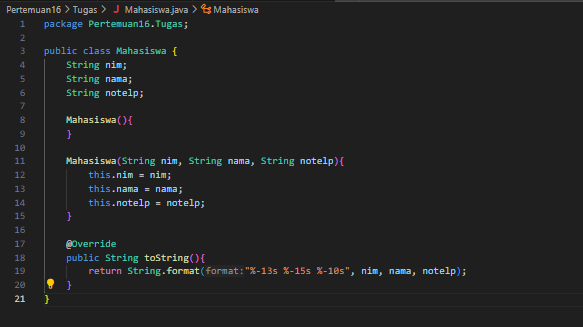 Pertemuan16 > Tugas > J Mahasiswa.java > Mahasiswa
1 package Pertemuan16.Tugas;
2
3 public class Mahasiswa {
4 String nim;
5 String nama;
6 String notelp;
7
8 Mahasiswa(){
9 }
10
11 Mahasiswa(String nim, String nama, String notelp){
12 this.nim = nim;
13 this.nama = nama;
14 this.notelp = notelp;
15 }
16
17 @Override
18 public String toString(){
19 return String.format(format:"%-13s %-15s %-10s", nim, nama, notelp);
20 }
21 }